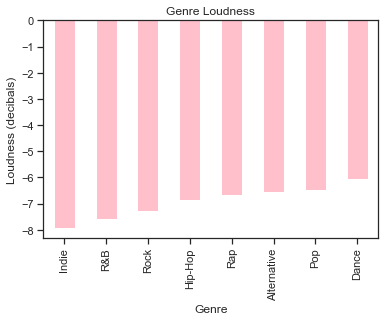 Genre Loudness
Loudness (decibals)
0
−1
−2
−3
−4
−5
−6
−7
−8
Indie
R&B
Rock
Hip-Hop
Rap
Alternative
Pop
Dance
Genre